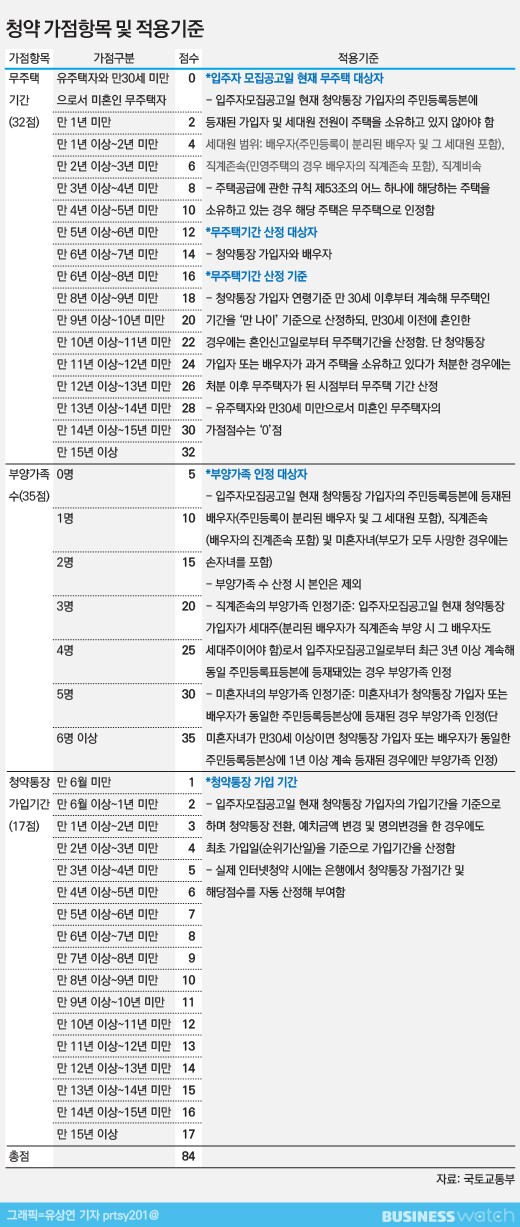 청약 가점항목 및 적용기준
가점항목 가점구분 점수 적용기준
무주택 유주택자와 만30세 미만 0 *입주자 모집공고일 현재 무주택 대상자
기간 으로서 미혼인 무주택자 – 입주자모집공고일 현재 청약통장 가입자의 주민등록등본에
(32점) 만 1년 미만 2 등재된 가입자 및 세대원 전원이 주택을 소유하고 있지 않아야 함
만 1년 이상~2년 미만 4 세대원 범위: 배우자(주민등록이 분리된 배우자 및 그 세대원 포함),
만 2년 이상~3년 미만 6 직계존속(민영주택의 경우 배우자의 직계존속 포함), 직계비속
만 3년 이상~4년 미만 8 – 주택공급에 관한 규칙 제53조의 어느 하나에 해당하는 주택을
만 4년 이상~5년 미만 10 소유하고 있는 경우 해당 주택은 무주택으로 인정함
만 5년 이상~6년 미만 12 *무주택기간 산정 대상자
만 6년 이상~7년 미만 14 – 청약통장 가입자와 배우자
만 6년 이상~8년 미만 16 *무주택기간 산정 기준
만 8년 이상~9년 미만 18 – 청약통장 가입자 연령기준 만 30세 이후부터 계속해 무주택인
만 9년 이상~10년 미만 20 기간을 ‘만 나이’ 기준으로 산정하되, 만30세 이전에 혼인한
만 10년 이상~11년 미만 22 경우에는 혼인신고일로부터 무주택기간을 산정함. 단 청약통장
만 11년 이상~12년 미만 24 가입자 또는 배우자가 과거 주택을 소유하고 있다가 처분한 경우에는
만 12년 이상~13년 미만 26 처분 이후 무주택자가 된 시점부터 무주택 기간 산정
만 13년 이상~14년 미만 28 – 유주택자와 만30세 미만으로서 미혼인 무주택자의
만 14년 이상~15년 미만 30 가점점수는 ‘0’점
만 15년 이상 32
부양가족 0명 5 *부양가족 인정 대상자
수(35점) – 입주자모집공고일 현재 청약통장 가입자의 주민등록등본에 등재된
1명 10 배우자(주민등록이 분리된 배우자 및 그 세대원 포함), 직계존속
(배우자의 진계존속 포함) 및 미혼자녀(부모가 모두 사망한 경우에는
2명 15 손자녀를 포함)
– 부양가족 수 산정 시 본인은 제외
3명 20 – 직계존속의 부양가족 인정기준: 입주자모집공고일 현재 청약통장
가입자가 세대주(분리된 배우자가 직계존속 부양 시 그 배우자도
4명 25 세대주이어야 함)로서 입주자모집공고일로부터 최근 3년 이상 계속해
동일 주민등록표등본에 등재돼있는 경우 부양가족 인정
5명 30 – 미혼자녀의 부양가족 인정기준: 미혼자녀가 청약통장 가입자 또는
배우자가 동일한 주민등록등본상에 등재된 경우 부양가족 인정(단
6명 이상 35 미혼자녀가 만30세 이상이면 청약통장 가입자 또는 배우자가 동일한
주민등록등본상에 1년 이상 계속 등재된 경우에만 부양가족 인정)
청약통장 만 6월 미만 1 *청약통장 가입 기간
가입기간 만 6월 이상~1년 미만 2 – 입주자모집공고일 현재 청약통장 가입자의 가입기간을 기준으로
(17점) 만 1년 이상~2년 미만 3 하며 청약통장 전환, 예치금액 변경 및 명의변경을 한 경우에도
만 2년 이상~3년 미만 4 최초 가입일(순위기산일)을 기준으로 가입기간을 산정함
만 3년 이상~4년 미만 5 – 실제 인터넷청약 시에는 은행에서 청약통장 가점기간 및
만 4년 이상~5년 미만 6 해당점수를 자동 산정해 부여함
만 5년 이상~6년 미만 7
만 6년 이상~7년 미만 8
만 7년 이상~8년 미만 9
만 8년 이상~9년 미만 10
만 9년 이상~10년 미만 11
만 10년 이상~11년 미만 12
만 11년 이상~12년 미만 13
만 12년 이상~13년 미만 14
만 13년 이상~14년 미만 15
만 14년 이상~15년 미만 16
만 15년 이상 17
총점 84
자료: 국토교통부
그래픽=유상연 기자 prtsy201@
BUSINESS watch